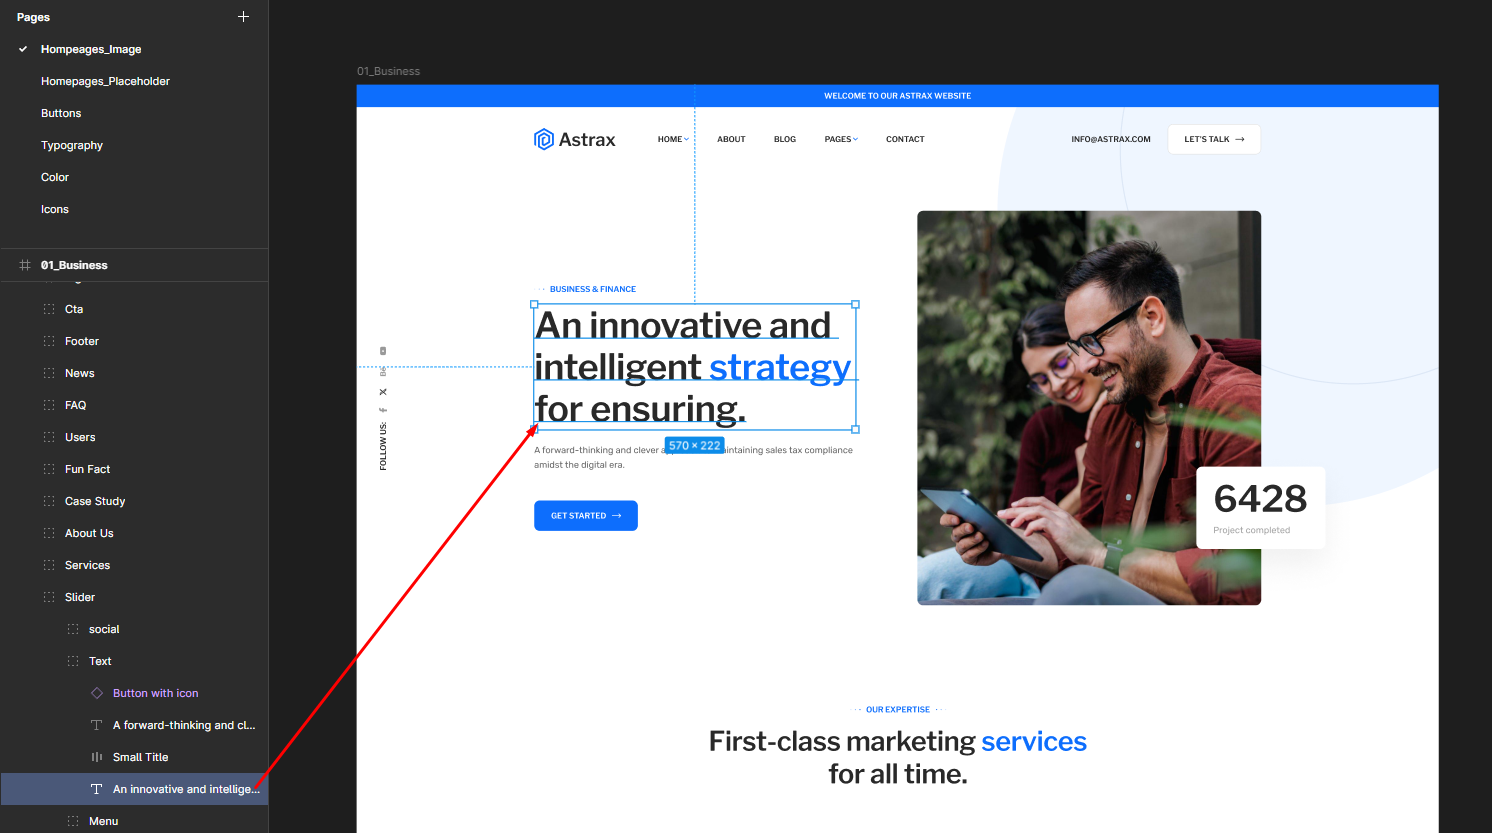 Pages
Hompeages_Image
Homepages_Placeholder
Buttons
Typography
Color
Icons
01_Business
Cta
Footer
News
FAQ
Users
Fun Fact
Case Study
About Us
Services
Slider
social
Text
Button with icon
A forward-thinking and cl...
Small Title
An innovative and intellige...
Menu
01_Business
WELCOME TO OUR ASTRAX WEBSITE
Astrax
HOME
ABOUT
BLOG
PAGES
CONTACT
INFO@ASTRAX.COM
LET'S TALK
FOLLOW US:
BUSINESS & FINANCE
An innovative and
intelligent strategy
for ensuring.
570 × 222
A forward-thinking and clever intaining sales tax compliance
amidst the digital era.
GET STARTED
6428
Project completed
OUR EXPERTISE
First-class marketing services
for all time.